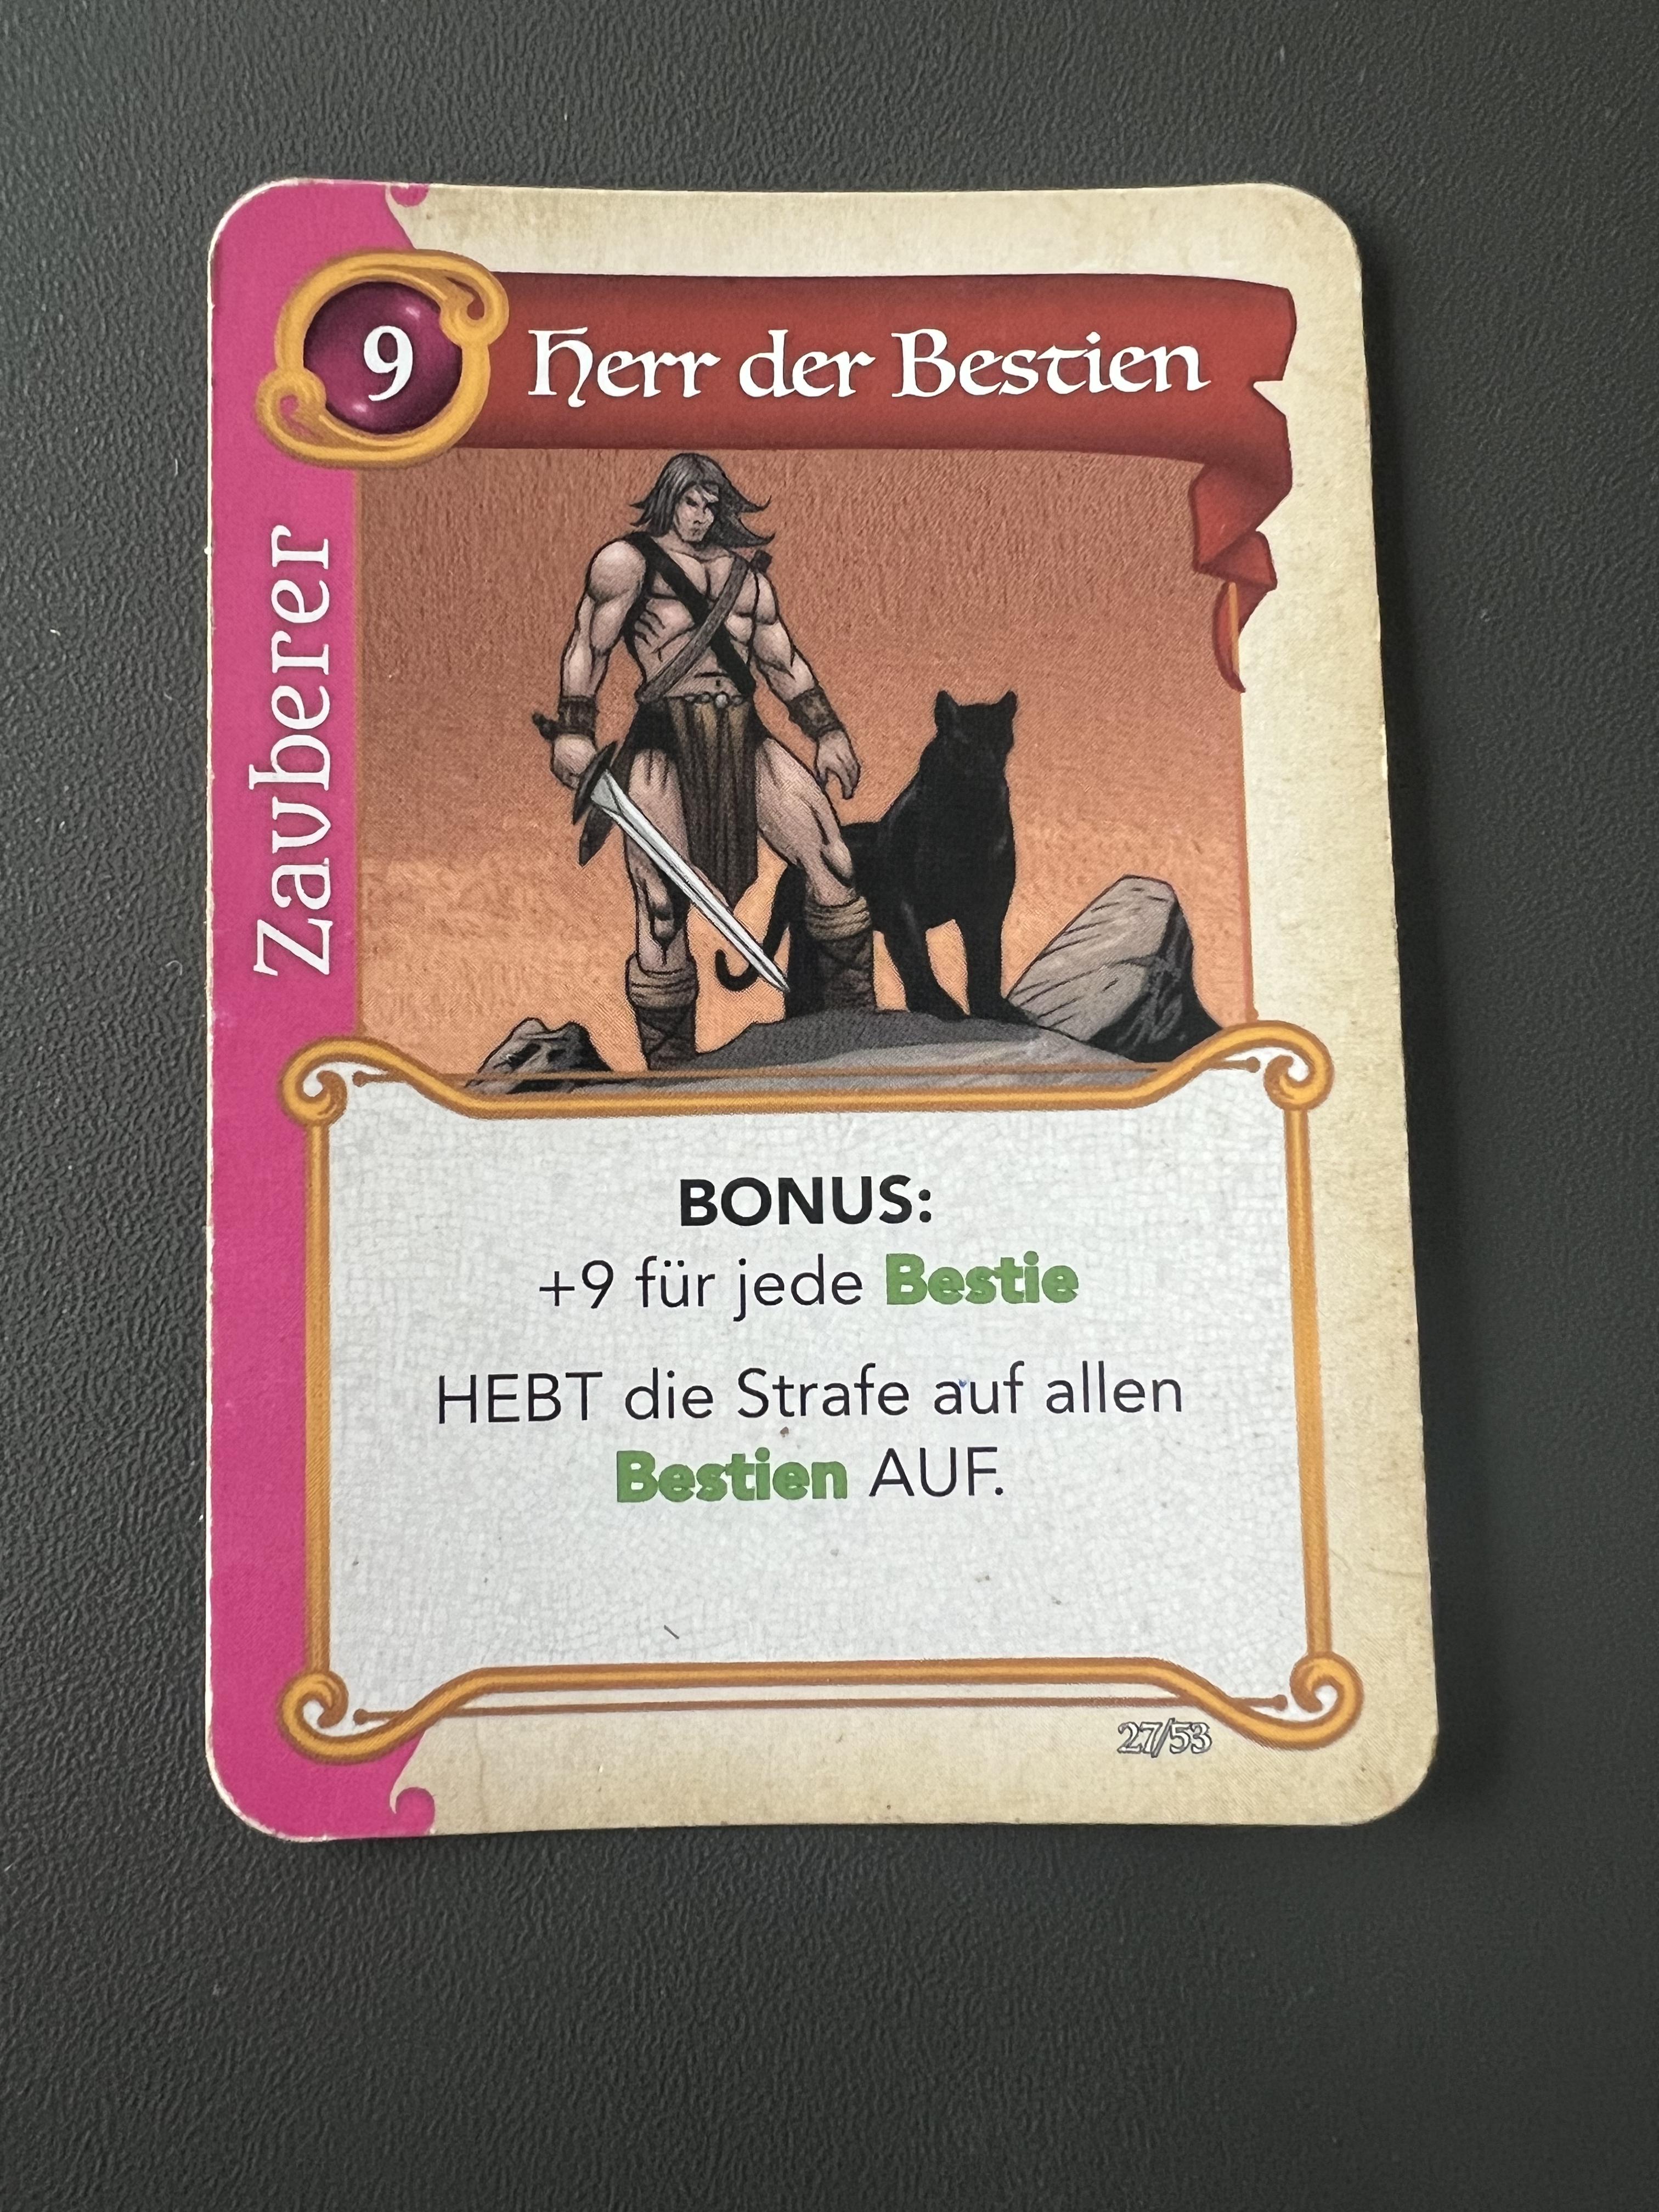 9
Herr der Bestien
Zauberer
BONUS:
+9 für jede Bestie
HEBT die Strafe auf allen
Bestien AUF.
27/53